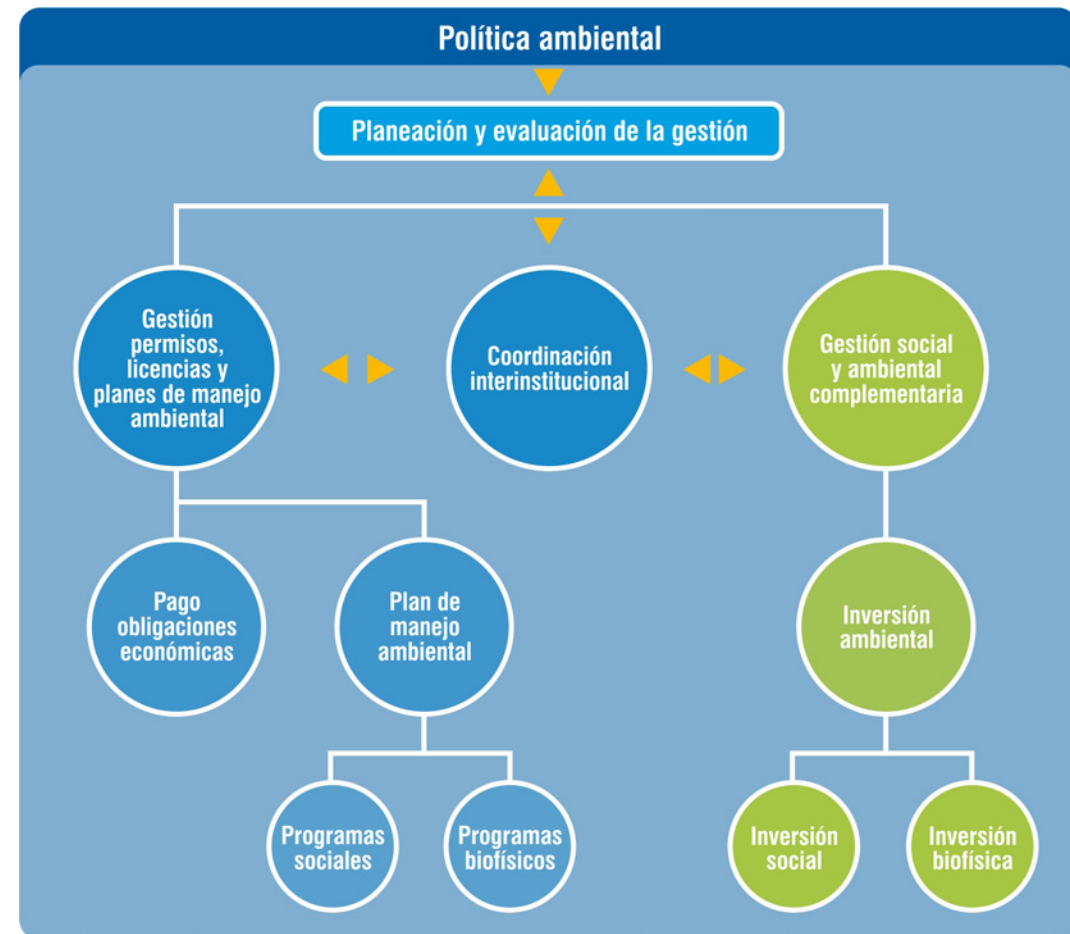 Política ambiental
Planeación y evaluación de la gestión
Gestión
permisos,
licencias y
planes de manejo
ambiental
Coordinación
interinstitucional
Gestión social
y ambiental
complementaria
Pago
obligaciones
económicas
Plan de
manejo
ambiental
Inversión
ambiental
Programas
sociales
Programas
biofísicos
Inversión
social
Inversión
biofísica